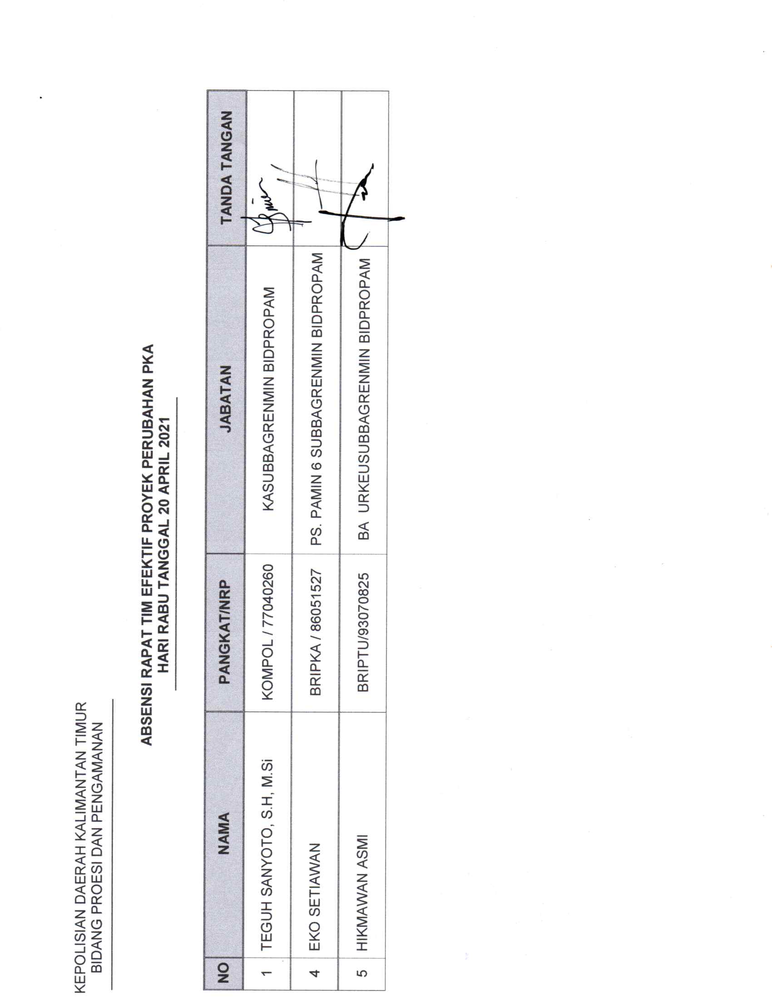 KEPOLISIAN DAERAH KALIMANTAN TIMUR
BIDANG PROESI DAN PENGAMANAN
ABSENSI RAPAT TIM EFEKTIF PROYEK PERUBAHAN PKA
HARI RABU TANGGAL 20 APRIL 2021
NO NAMA PANGKAT/NRP JABATAN TANDA TANGAN
1 TEGUH SANYOTO, S.H, M.Si KOMPOL / 77040260 KASUBBAGRENMIN BIDPROPAM
4 EKO SETIAWAN BRIPKA / 86051527 PS. PAMIN 6 SUBBAGRENMIN BIDPROPAM
5 HIKMAWAN ASMI BRIPTU/93070825 BA URKEUSUBBAGRENMIN BIDPROPAM